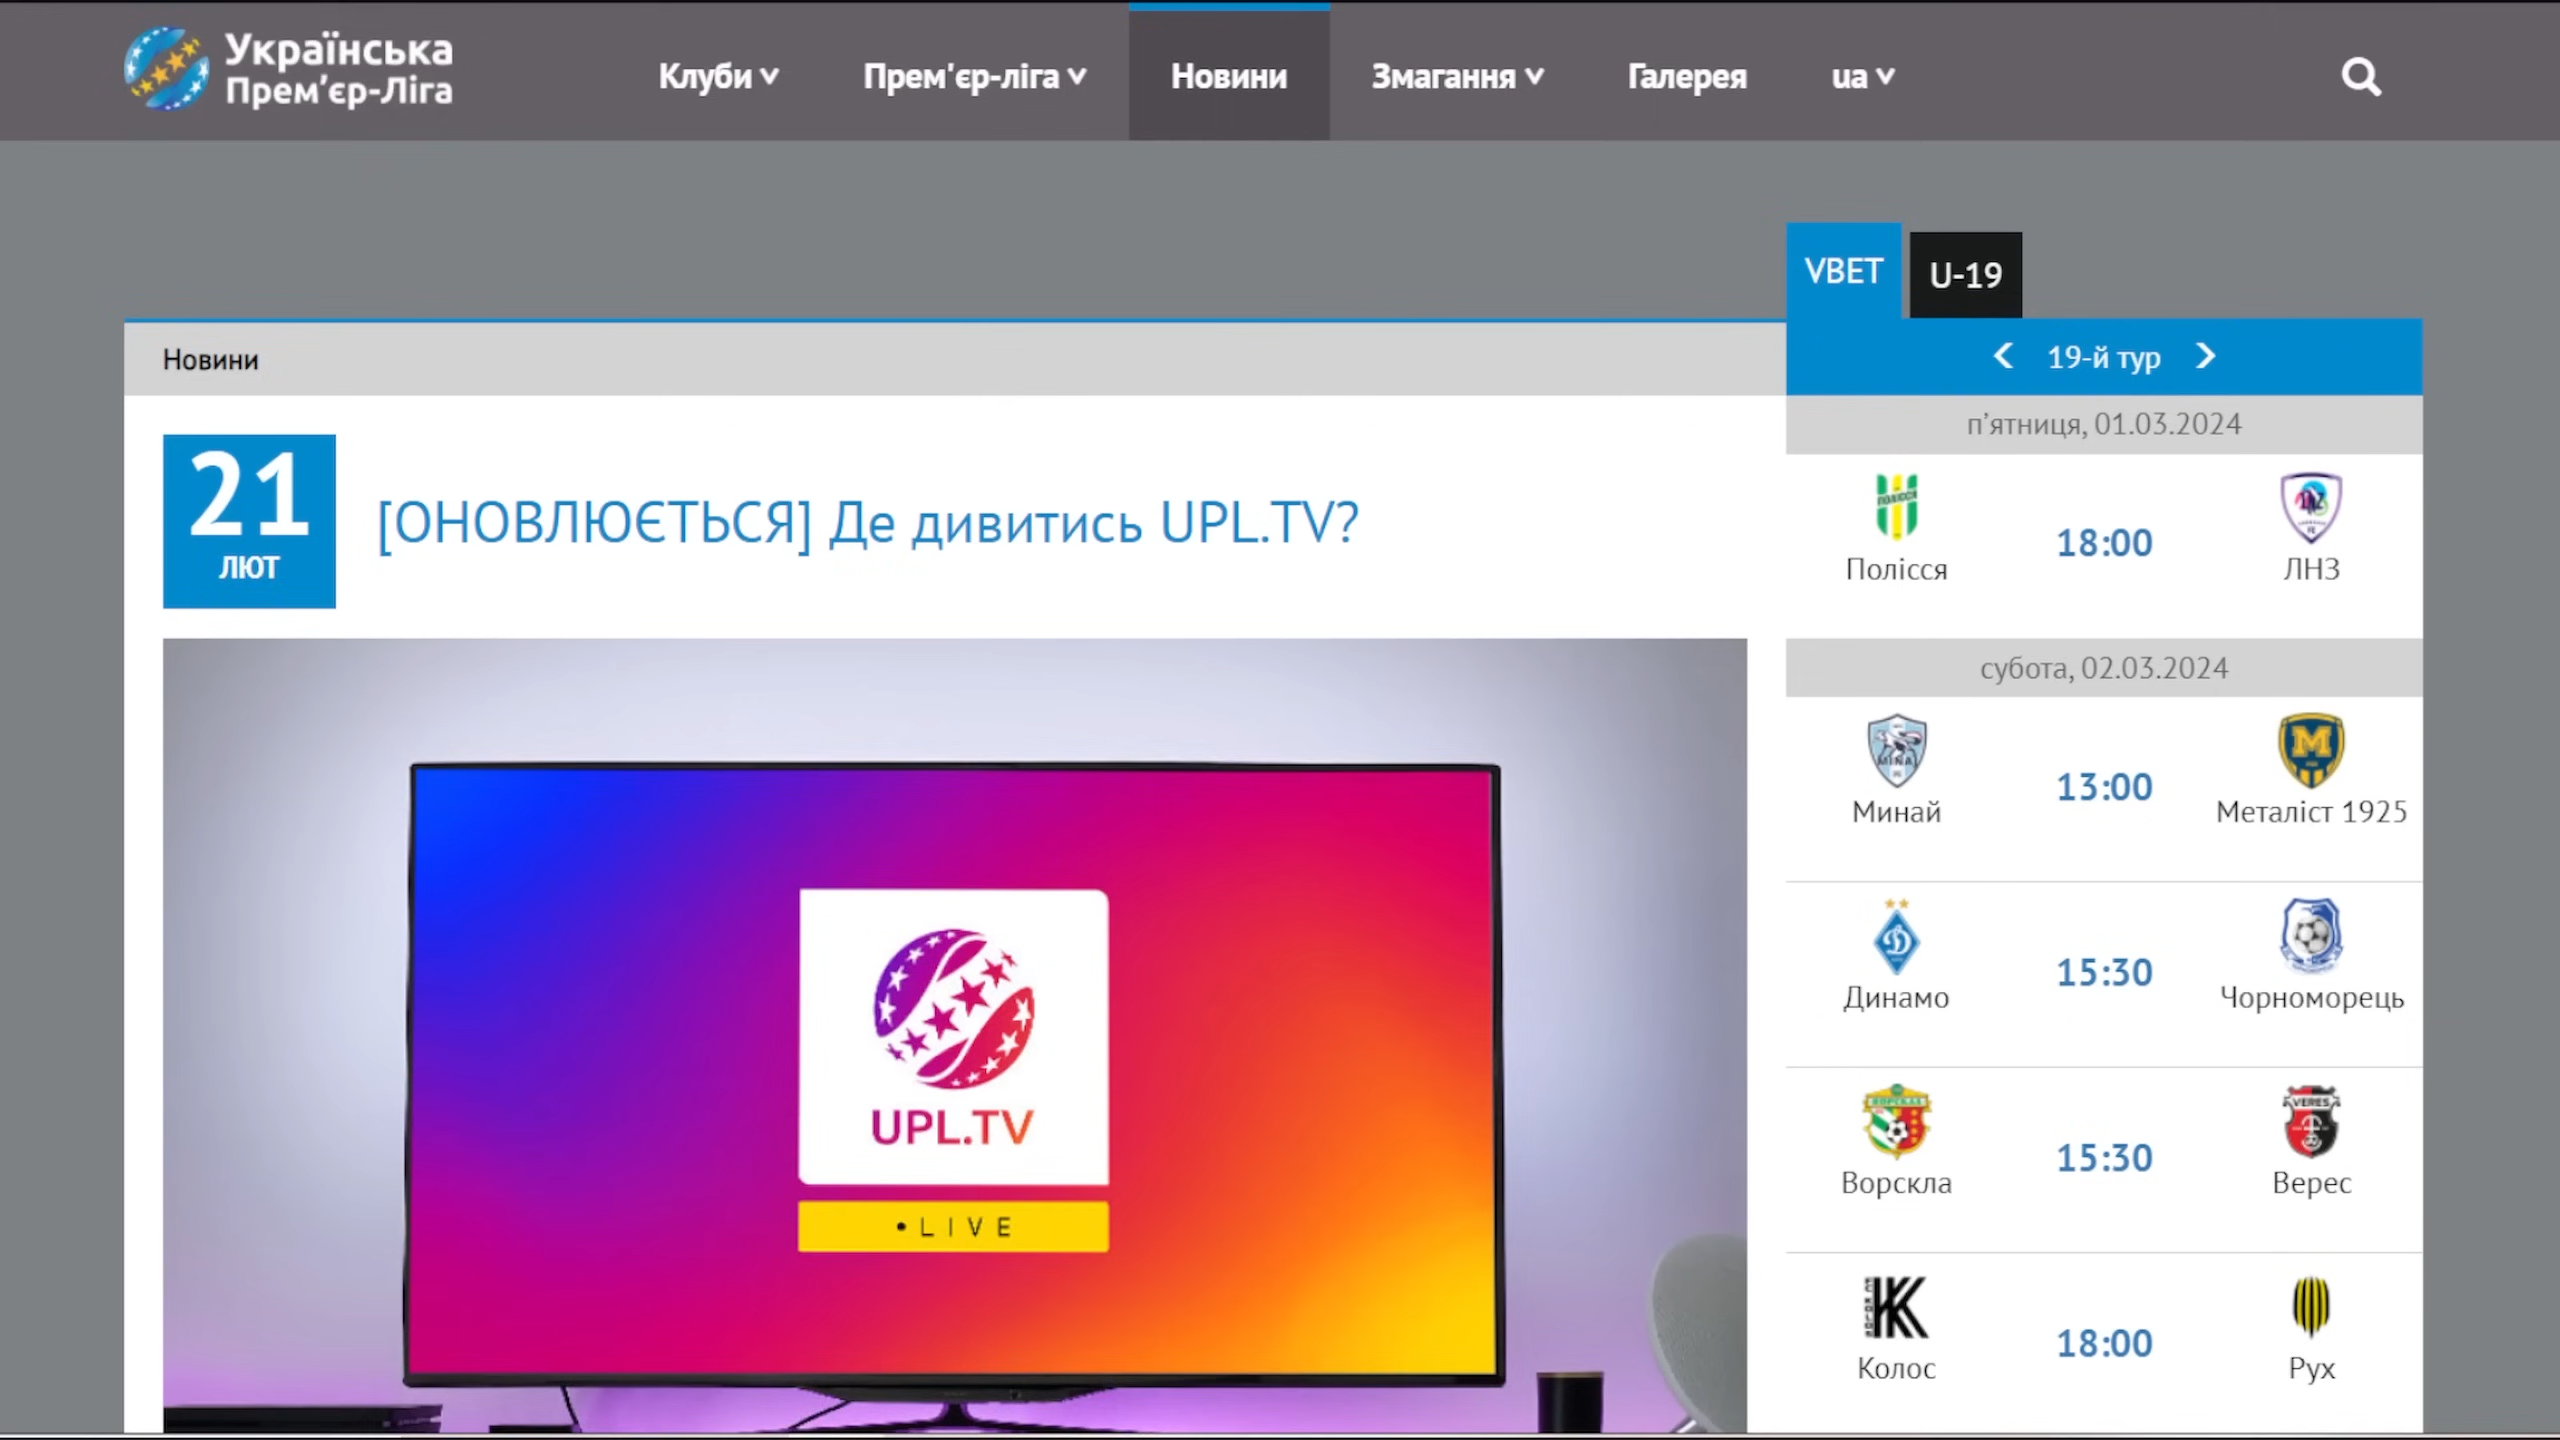 Українська
Прем’єр-Ліга
Клуби
Прем'єр-ліга
Новини
Змагання
Галерея
ua
VBET
U-19
Новини
19-й тур
21
ЛЮТ
[ОНОВЛЮЄТЬСЯ] Де дивитись UPL.TV?
п’ятниця, 01.03.2024
Полісся
18:00
ЛНЗ
субота, 02.03.2024
Минай
13:00
Металіст 1925
Динамо
15:30
Чорноморець
Ворскла
15:30
Верес
VERES
Колос
18:00
Рух
UPL.TV
• LIVE